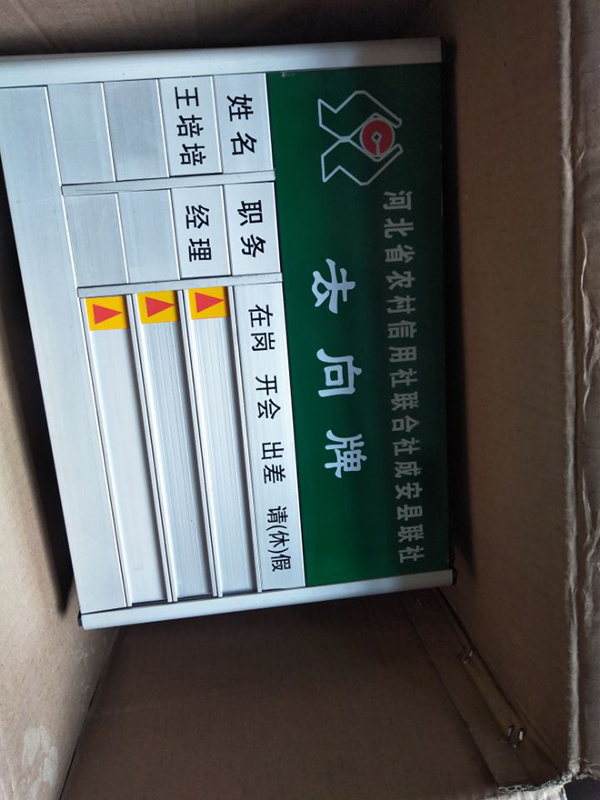 河北省农村信用社联合社成安县联社
去向牌
姓名 职务 在岗 开会 出差 请(休)假
王培培 经理